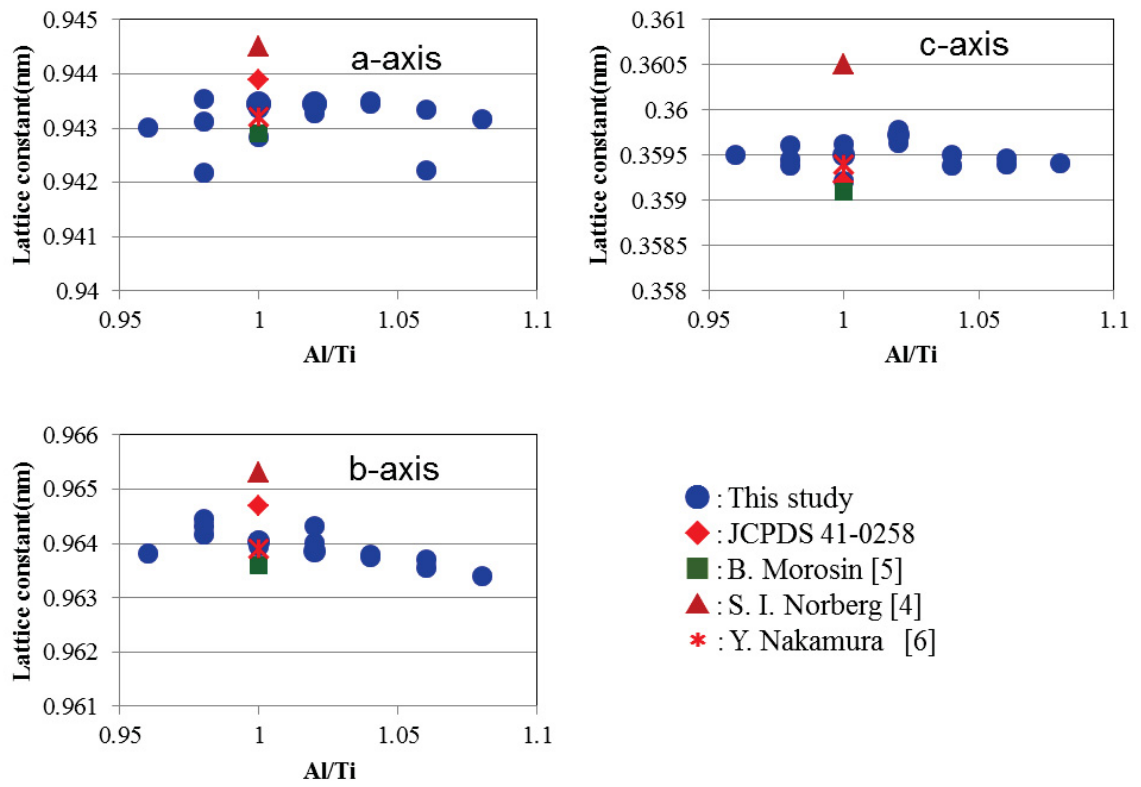 0.945
0.944
0.943
0.942
0.941
0.94
Lattice constant(nm)
a-axis
0.95 1 1.05 1.1
Al/Ti
0.361
0.3605
0.36
0.3595
0.359
0.3585
0.358
Lattice constant(nm)
c-axis
0.95 1 1.05 1.1
Al/Ti
0.966
0.965
0.964
0.963
0.962
0.961
Lattice constant(nm)
b-axis
0.95 1 1.05 1.1
Al/Ti
: This study
: JCPDS 41-0258
: B. Morosin [5]
: S. I. Norberg [4]
: Y. Nakamura [6]